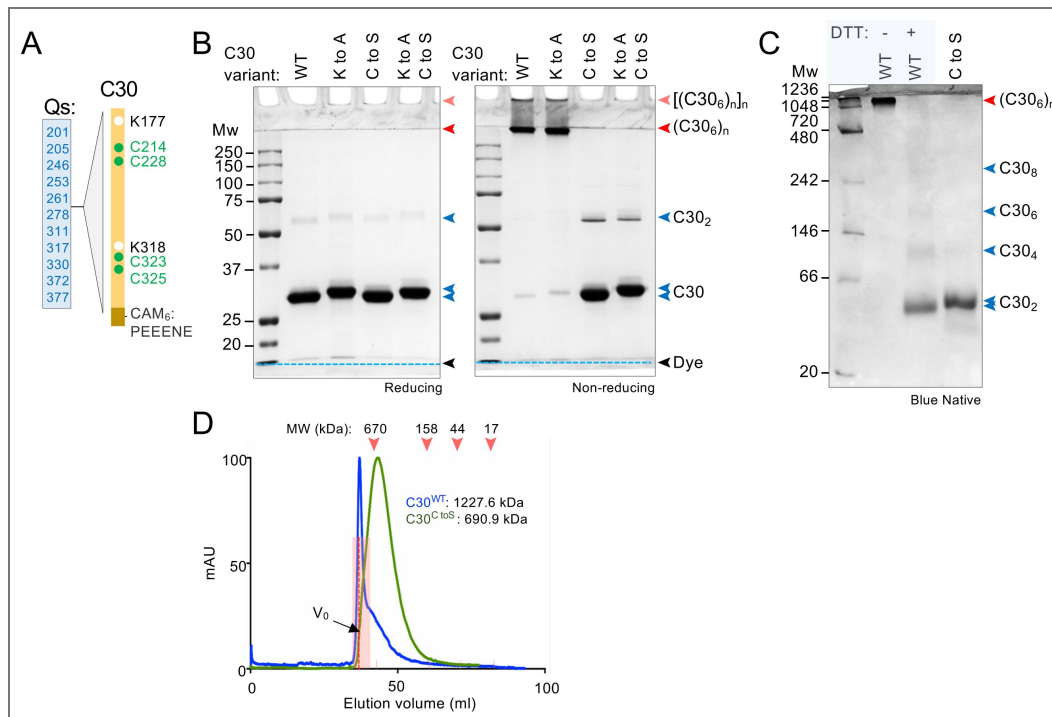 A
Qs:
201
205
246
253
261
278
311
317
330
372
377
C30
K177
C214
C228
K318
C323
C325
CAM6:
PEEENE
B
C30
variant:
WT
K to A
C to S
K to A
C to S
Mw
250
150
100
75
50
37
25
20
Reducing
C30
variant:
WT
K to A
C to S
K to A
C to S
[(C306)n]n
(C306)n
C302
C30
Dye
Non-reducing
C
DTT: - +
WT
WT
C to S
Mw
1236
1048
720
480
242
146
66
20
(C306)n
C308
C306
C304
C302
Blue Native
D
MW (kDa): 670 158 44 17
100
50
0
mAU
C30WT: 1227.6 kDa
C30C toS : 690.9 kDa
V0
0 50 100
Elution volume (ml)